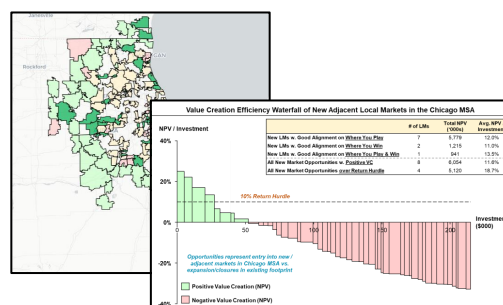 Janesville
Rockford
Value Creation Efficiency Waterfall of New Adjacent Local Markets in the Chicago MSA
NPV / Investment
# of LMs Total NPV ('000s) Avg. NPV Investment
New LMs w. Good Alignment on Where You Play 7 5,779 12.0%
New LMs w. Good Alignment on Where You Win 2 1,215 11.0%
New LMs w. Good Alignment on Where You Play & Win 1 941 13.5%
All New Market Opportunities w. Positive VC 8 6,054 11.8%
All New Market Opportunities over Return Hurdle 4 5,120 18.7%
40%
20%
10% Return Hurdle
0%
50
100
150
200
Investment ($000)
-20%
Opportunities represent entry into new / adjacent markets in Chicago MSA vs. expansion/closures in existing footprint
Positive Value Creation (NPV)
Negative Value Creation (NPV)
-40%